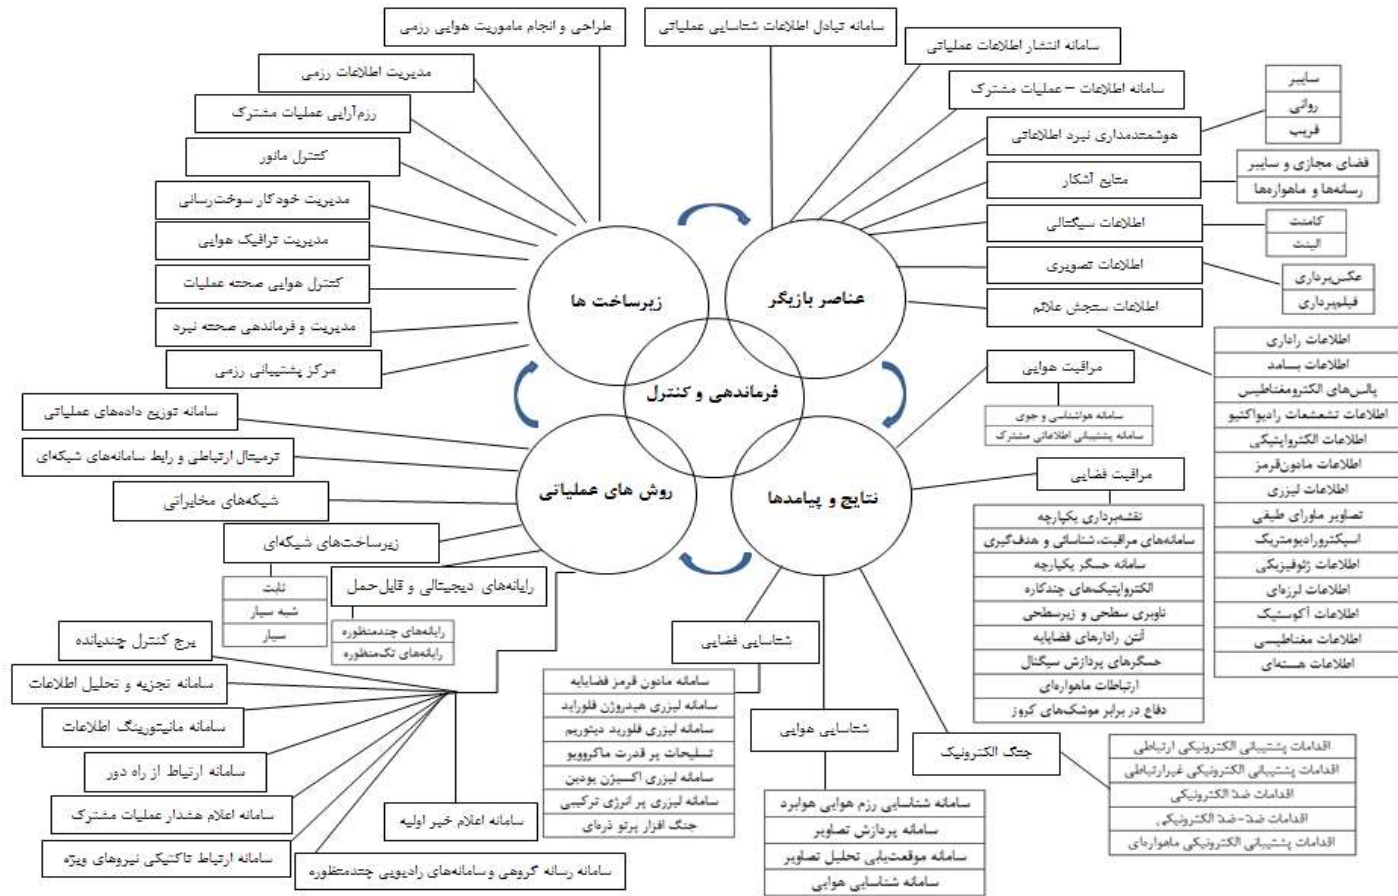 طراحی و انجام ماموریت هوایی رزمی
مدیریت اطلاعات رزمی
رزم‌آرایی عملیات مشترک
کنترل مانور
مدیریت خودکار سوخت‌رسانی
مدیریت ترافیک هوایی
کنترل هوایی صحنه عملیات
مدیریت و فرماندهی صحنه نبرد
مرکز پشتیبانی رزمی
زیرساخت ها
سامانه تبادل اطلاعات شناسایی عملیاتی
سامانه انتشار اطلاعات عملیاتی
سامانه اطلاعات – عملیات مشترک
هوشمندمداری نبرد اطلاعاتی
سایبر
روانی
فریب
منابع آشکار
فضای مجازی و سایبر
رسانه‌ها و ماهواره‌ها
اطلاعات سیگنالی
کامنت
الینت
اطلاعات تصویری
عکس‌برداری
فیلم‌برداری
اطلاعات سنجش علائم
اطلاعات راداری
اطلاعات بسامد
پالس‌های الکترومغناطیس
اطلاعات تشعشعات رادیواکتیو
اطلاعات الکترواپتیکی
اطلاعات مادون‌قرمز
اطلاعات لیزری
تصاویر ماورای طیفی
اسپکترورادیومتریک
اطلاعات ژئوفیزیکی
اطلاعات لرزه‌ای
اطلاعات آکوستیک
اطلاعات مغناطیسی
اطلاعات هسته‌ای
عناصر بازیگر
فرماندهی و کنترل
روش های عملیاتی
نتایج و پیامدها
مراقبت هوایی
سامانه هواشناسی و جوی
سامانه پشتیبانی اطلاعاتی مشترک
مراقبت فضایی
نقشه‌برداری یکپارچه
سامانه‌های مراقبت، شناسائی و هدف‌گیری
سامانه حسگر یکپارچه
الکترواپتیک‌های چندکاره
ناوبری سطحی و زیرسطحی
آنتن رادارهای فضاپایه
حسگرهای پردازش سیگنال
ارتباطات ماهواره‌ای
دفاع در برابر موشک‌های کروز
جنگ الکترونیک
اقدامات پشتیبانی الکترونیکی ارتباطی
اقدامات پشتیبانی الکترونیکی غیرارتباطی
اقدامات ضدّ الکترونیکی
اقدامات ضدّ-ضدّ الکترونیکی
اقدامات پشتیبانی الکترونیکی ماهواره‌ای
شناسایی هوایی
سامانه شناسایی رزم هوایی هوابرد
سامانه پردازش تصاویر
سامانه موقعت‌یابی تحلیل تصاویر
سامانه شناسایی هوایی
شناسایی فضایی
سامانه مادون قرمز فضاپایه
سامانه لیزری هیدروژن فلوراید
سامانه لیزری فلورید دیتوریم
تسلیحات پر قدرت ماکروویو
سامانه لیزری اکسیژن یودین
سامانه لیزری پر انرژی ترکیبی
جنگ افزار پرتو ذره‌ای
سامانه توزیع داده‌های عملیاتی
ترمینال ارتباطی و رابط سامانه‌های شبکه‌ای
شبکه‌های مخابراتی
زیرساخت‌های شبکه‌ای
ثابت
شبه سیار
سیار
رایانه‌های دیجیتالی و قابل‌حمل
رایانه‌های چندمنظوره
رایانه‌های تک‌منظوره
برج کنترل چندباندہ
سامانه تجزیه و تحلیل اطلاعات
سامانه مانیتورینگ اطلاعات
سامانه ارتباط از راه دور
سامانه اعلام هشدار عملیات مشترک
سامانه ارتباط تاکتیکی نیروهای ویژه
سامانه رسانه گروهی و سامانه‌های رادیویی چندمنظوره
سامانه اعلام خبر اولیه